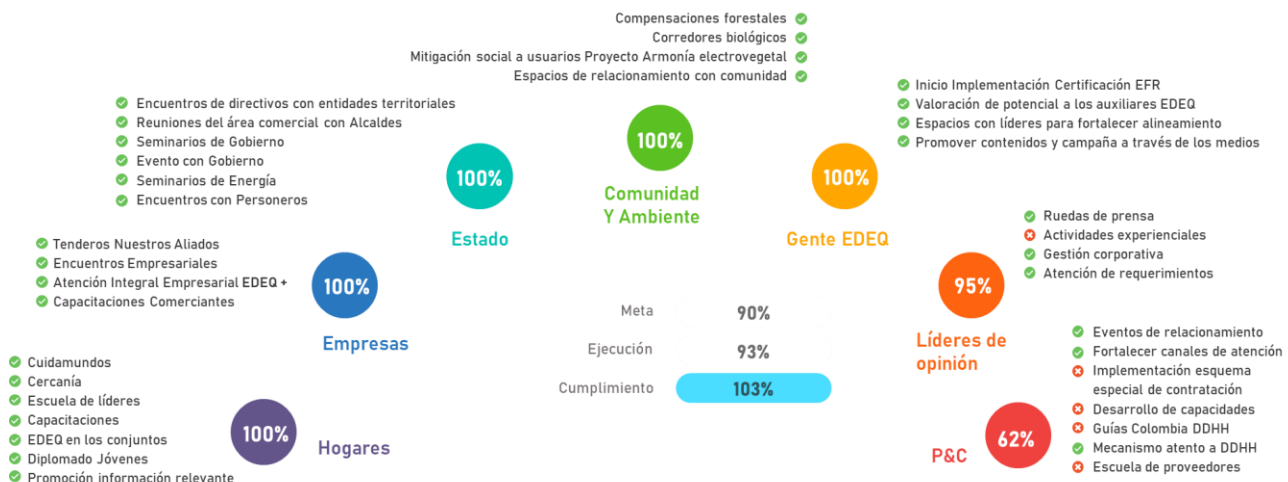 Compensaciones forestales
Corredores biológicos
Mitigación social a usuarios Proyecto Armonía electrovegetal
Espacios de relacionamiento con comunidad
100%
Comunidad
Y Ambiente
Encuentros de directivos con entidades territoriales
Reuniones del área comercial con Alcaldes
Seminarios de Gobierno
Evento con Gobierno
Seminarios de Energía
Encuentros con Personeros
100%
Estado
Inicio Implementación Certificación EFR
Valoración de potencial a los auxiliares EDEQ
Espacios con líderes para fortalecer alineamiento
Promover contenidos y campaña a través de los medios
100%
Gente EDEQ
Tenderos Nuestros Aliados
Encuentros Empresariales
Atención Integral Empresarial EDEQ +
Capacitaciones Comerciantes
100%
Empresas
Ruedas de prensa
Actividades experienciales
Gestión corporativa
Atención de requerimientos
95%
Líderes de
opinión
Meta 90%
Ejecución 93%
Cumplimiento 103%
Cuidamundos
Cercanía
Escuela de líderes
Capacitaciones
EDEQ en los conjuntos
Diplomado Jóvenes
Promoción información relevante
100%
Hogares
Eventos de relacionamiento
Fortalecer canales de atención
Implementación esquema
especial de contratación
Desarrollo de capacidades
Guías Colombia DDHH
Mecanismo atento a DDHH
Escuela de proveedores
62%
P&C